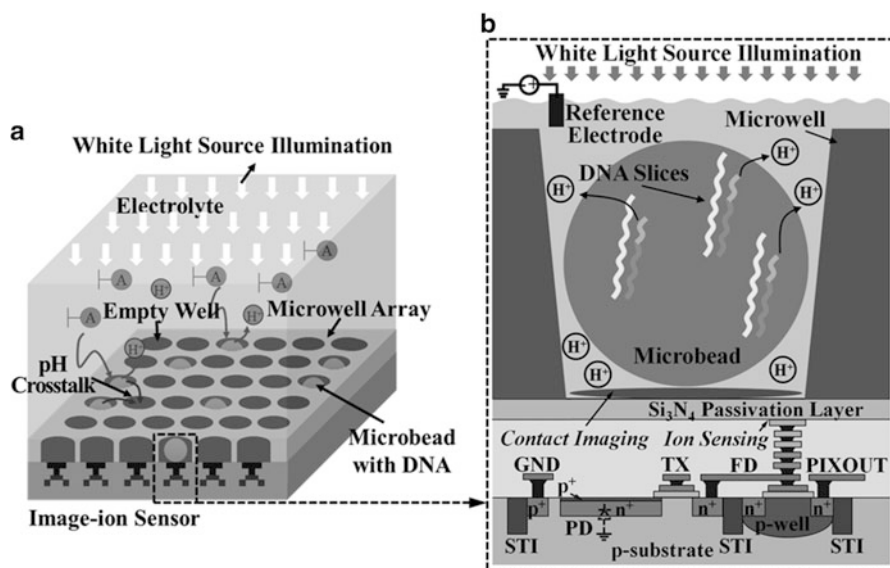 a
White Light Source Illumination
Electrolyte
A
A
A
A
A
H⁺
Empty Well
H⁺
Microwell Array
H⁺
pH
Crosstalk
Microbead
with DNA
Image-ion Sensor
b
White Light Source Illumination
Reference
Electrode
Microwell
H⁺
DNA Slices
H⁺
H⁺
Microbead
H⁺
H⁺
H⁺
Si₃N₄ Passivation Layer
Contact Imaging
Ion Sensing
GND
TX
FD
PIXOUT
p⁺
p⁺
n⁺
n⁺
n⁺
n⁺
PD
p-well
STI
p-substrate
STI
STI